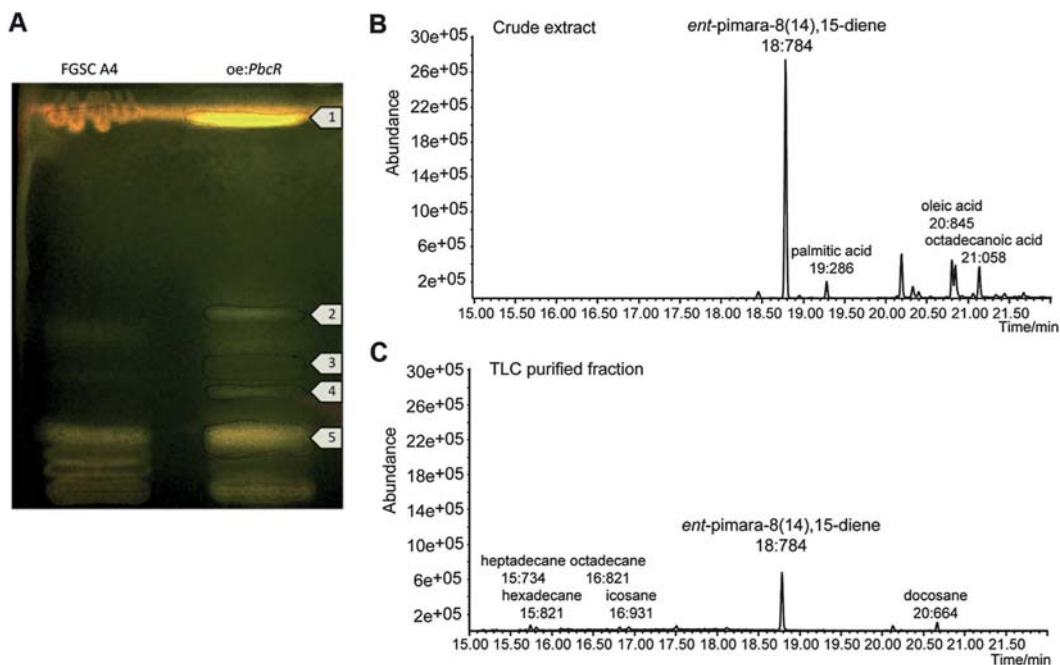 A
FGSC A4 oe:PbcR
1
2
3
4
5
B
Crude extract
ent-pimara-8(14),15-diene
18:784
30e+05
26e+05
22e+05
18e+05
14e+05
10e+05
6e+05
2e+05
Abundance
palmitic acid
19:286
oleic acid
20:845
octadecanoic acid
21:058
15.00 15.50 16.00 16.50 17.00 17.50 18.00 18.50 19.00 19.50 20.00 20.50 21.00 21.50
Time/min
C
TLC purified fraction
30e+05
26e+05
22e+05
18e+05
14e+05
10e+05
6e+05
2e+05
Abundance
ent-pimara-8(14),15-diene
18:784
heptadecane octadecane
15:734 16:821
hexadecane icosane
15:821 16:931
docosane
20:664
15.00 15.50 16.00 16.50 17.00 17.50 18.00 18.50 19.00 19.50 20.00 20.50 21.00 21.50
Time/min